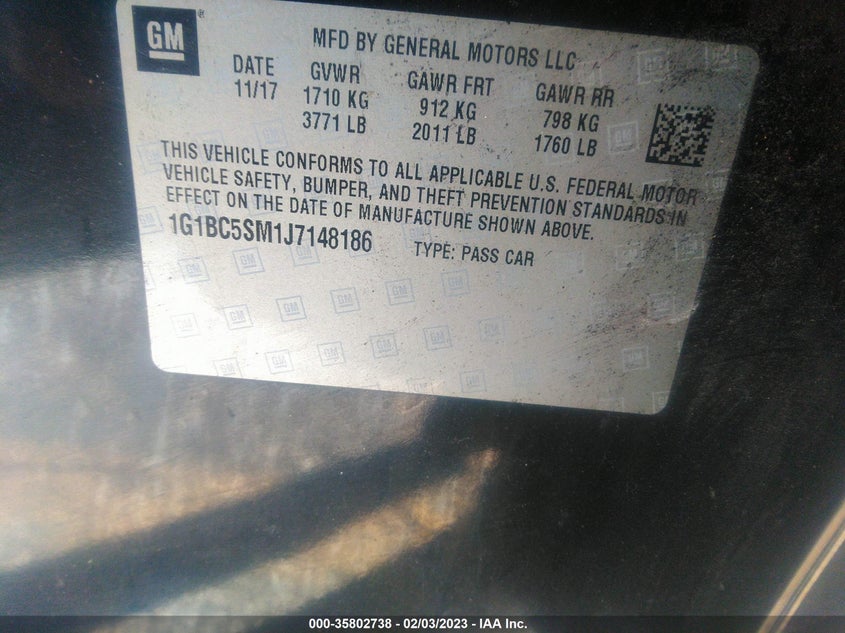 GM
MFD BY GENERAL MOTORS LLC
DATE GVWR GAWR FRT GAWR RR
11/17 1710 KG 912 KG 798 KG
3771 LB 2011 LB 1760 LB
THIS VEHICLE CONFORMS TO ALL APPLICABLE U.S. FEDERAL MOTOR
VEHICLE SAFETY, BUMPER, AND THEFT PREVENTION STANDARDS IN
EFFECT ON THE DATE OF MANUFACTURE SHOWN ABOVE.
1G1BC5SM1J7148186 TYPE: PASS CAR
000-35802738 - 02/03/2023 - IAA Inc.